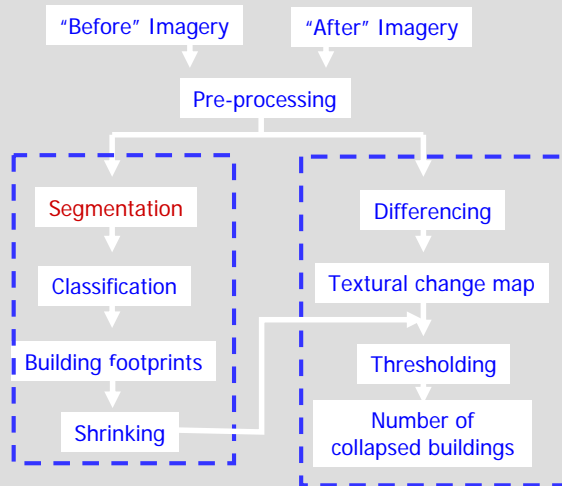 “Before” Imagery
“After” Imagery
Pre-processing
Segmentation
Classification
Building footprints
Shrinking
Differencing
Textural change map
Thresholding
Number of
collapsed buildings